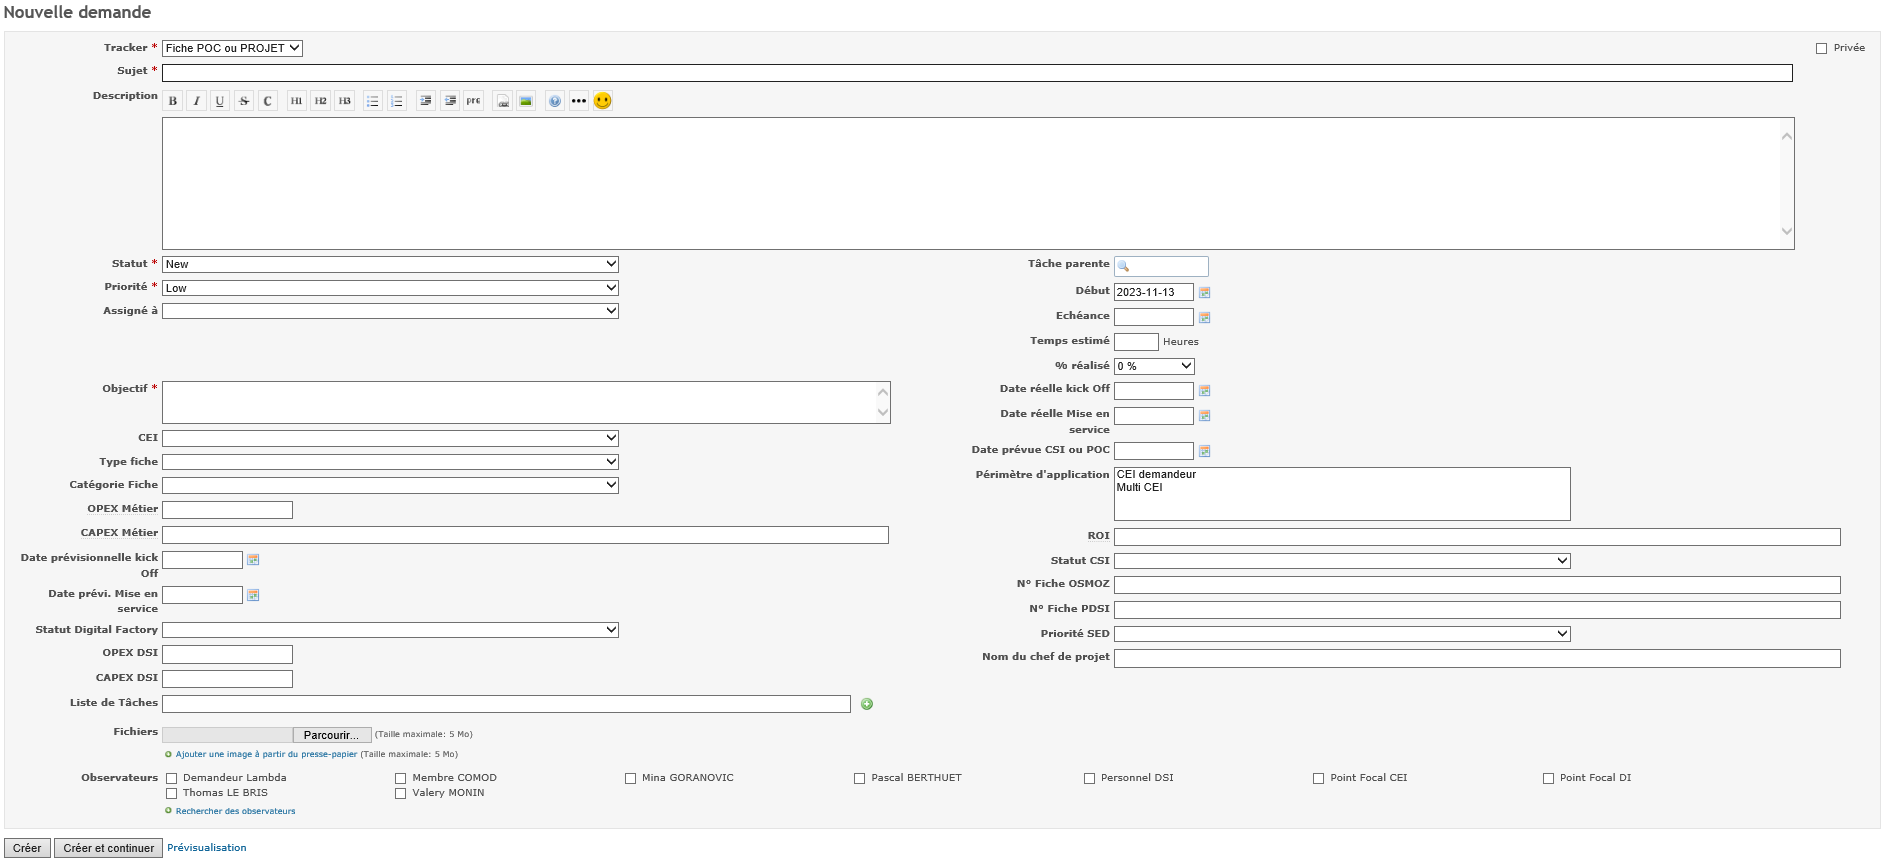 Nouvelle demande
Tracker * Fiche POC ou PROJET Privée
Sujet *
Description B I U S C H1 H2 H3 pre
Statut * New
Priorité * Low
Assigné à
Tâche parente
Début 2023-11-13
Echéance
Temps estimé Heures
% réalisé 0 %
Objectif *
CEI
Type fiche
Catégorie Fiche
OPEX Métier
CAPEX Métier
Date prévisionnelle kick
Off
Date prévi. Mise en
service
Statut Digital Factory
OPEX DSI
CAPEX DSI
Liste de Tâches
Date réelle kick Off
Date réelle Mise en
service
Date prévue CSI ou POC
Périmètre d'application CEI demandeur
Multi CEI
ROI
Statut CSI
N° Fiche OSMOZ
N° Fiche PDSI
Priorité SED
Nom du chef de projet
Fichiers Parcourir... (Taille maximale: 5 Mo)
Ajouter une image à partir du presse-papier (Taille maximale: 5 Mo)
Observateurs Demandeur Lambda Membre COMOD Mina GORANOVIC Pascal BERTHUET Personnel DSI Point Focal CEI Point Focal DI
Thomas LE BRIS Valery MONIN
Rechercher des observateurs
Créer Créer et continuer Prévisualisation